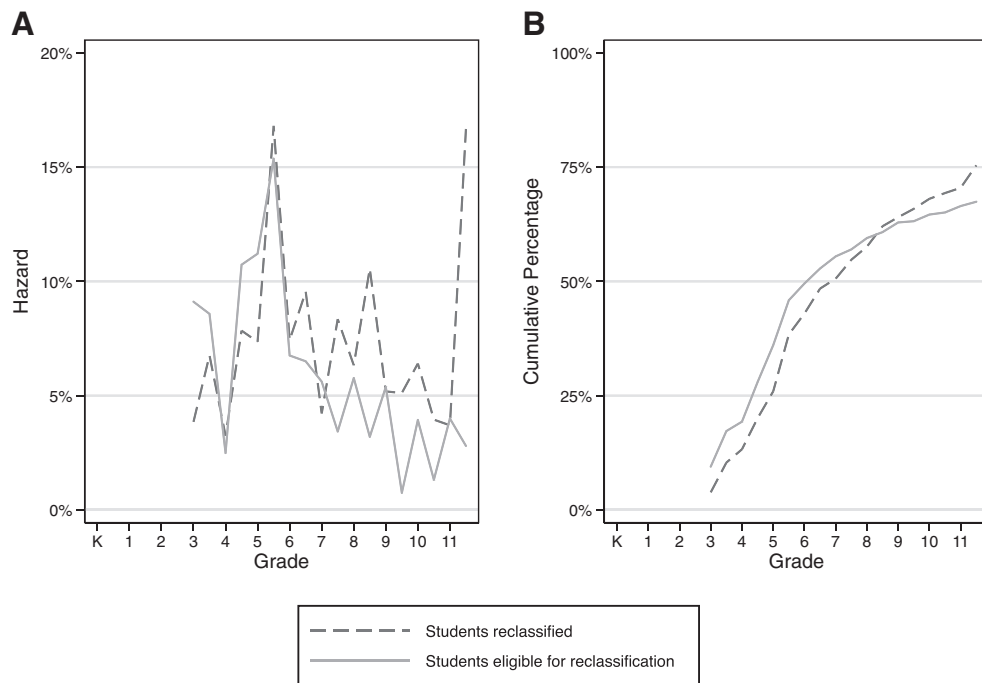 A
20%
15%
10%
5%
0%
Hazard
K 1 2 3 4 5 6 7 8 9 10 11
Grade
B
100%
75%
50%
25%
0%
Cumulative Percentage
K 1 2 3 4 5 6 7 8 9 10 11
Grade
Students reclassified
Students eligible for reclassification